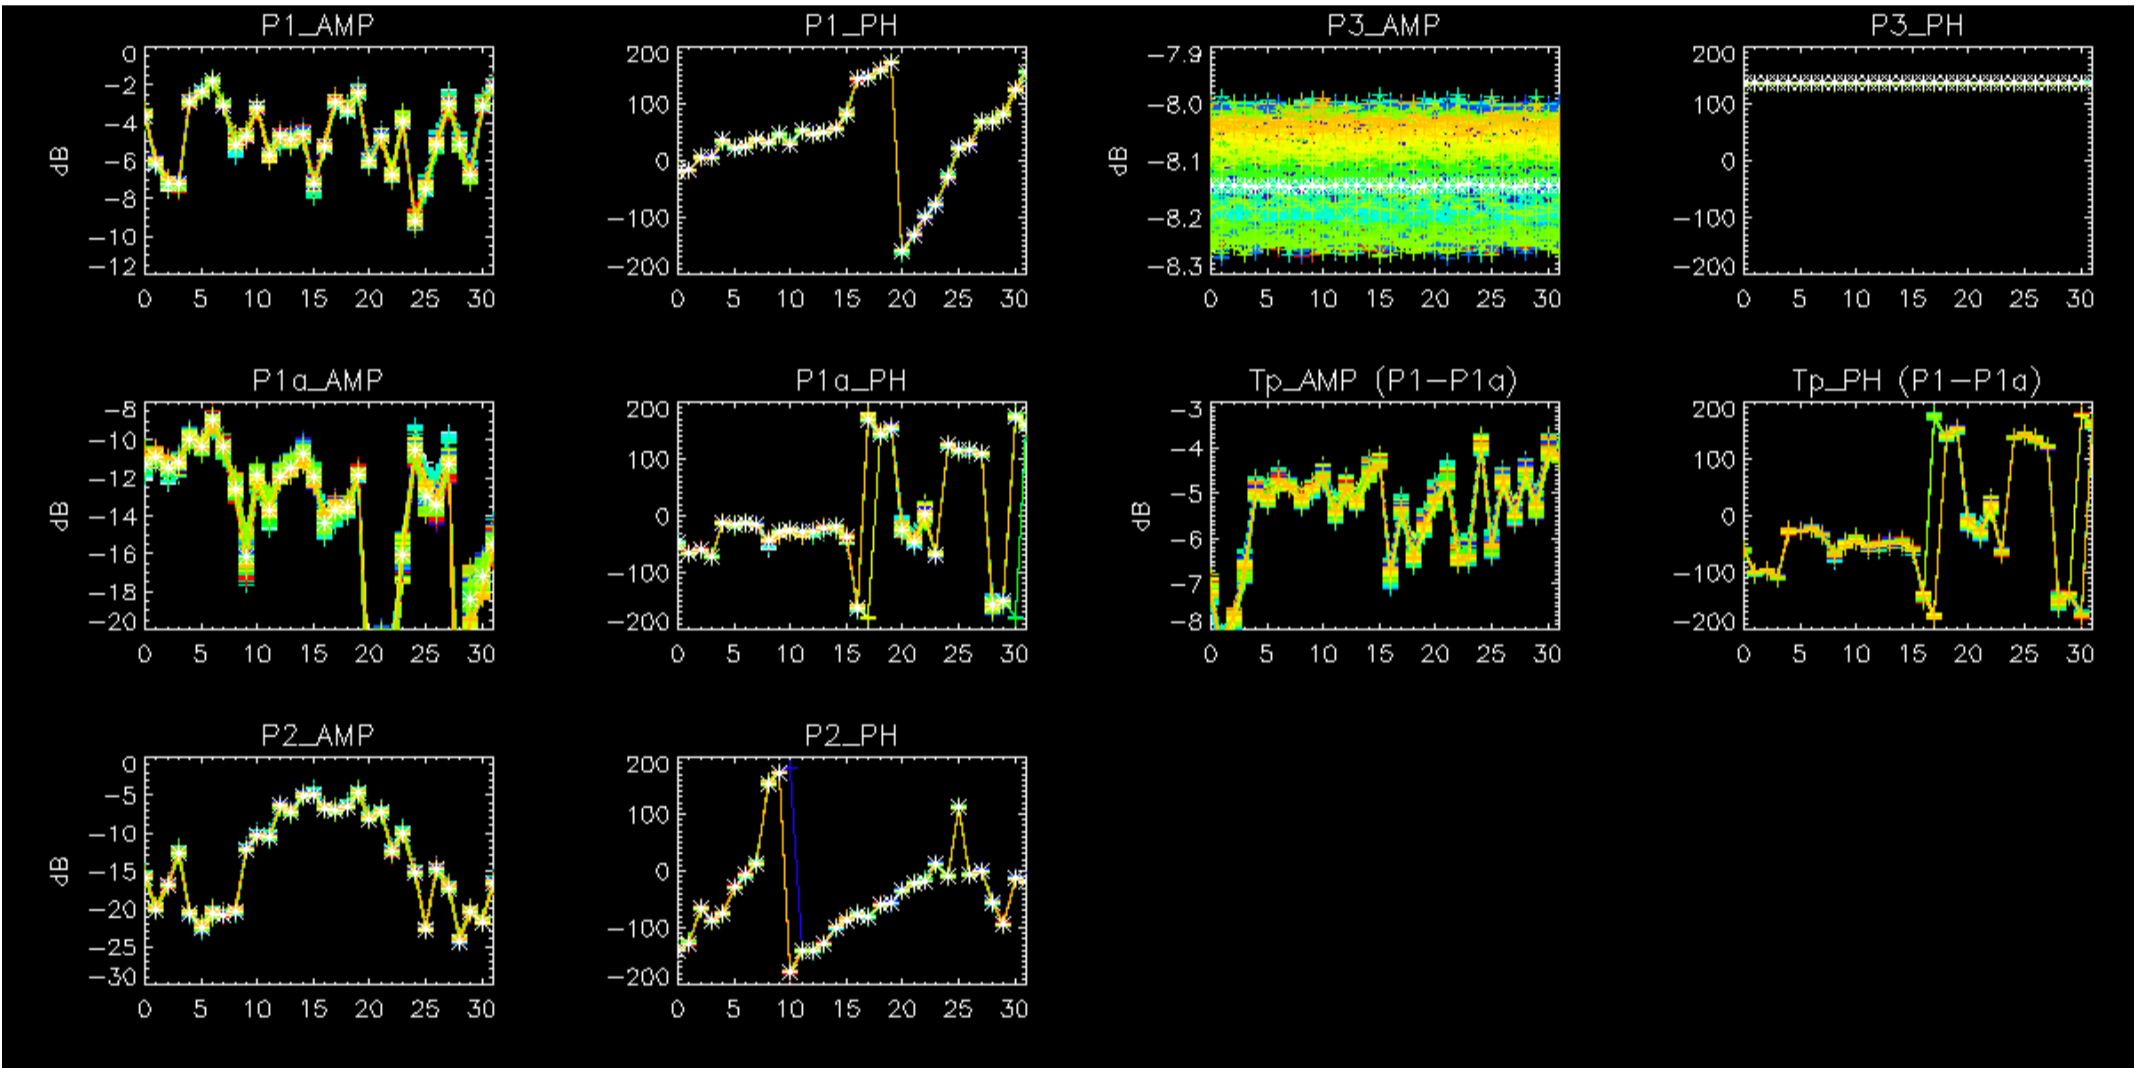 P1_AMP
0
−2
−4
−6
−8
−10
−12
dB
0 5 10 15 20 25 30
P1_PH
200
100
0
−100
−200
0 5 10 15 20 25 30
P3_AMP
−7.9
−8.0
−8.1
−8.2
−8.3
dB
0 5 10 15 20 25 30
P3_PH
200
100
0
−100
−200
0 5 10 15 20 25 30
P1a_AMP
−8
−10
−12
−14
−16
−18
−20
dB
0 5 10 15 20 25 30
P1a_PH
200
100
0
−100
−200
0 5 10 15 20 25 30
Tp_AMP (P1−P1a)
−3
−4
−5
−6
−7
−8
dB
0 5 10 15 20 25 30
Tp_PH (P1−P1a)
200
100
0
−100
−200
0 5 10 15 20 25 30
P2_AMP
0
−5
−10
−15
−20
−25
−30
dB
0 5 10 15 20 25 30
P2_PH
200
100
0
−100
−200
0 5 10 15 20 25 30